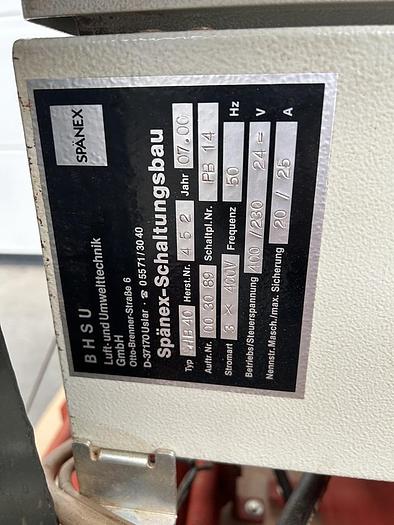 SPÄNEX
BHSU
Luft- und Umwelttechnik
GmbH
Otto-Brenner-Straße 6
D-37170 Uslar · ☎ 0 55 71 / 30 40
Spänex-Schaltungsbau
Typ Herst.Nr. 4 5 2 Jahr 07.00
Auftr.Nr. 00 30 89 Schaltpl.Nr. PB 14
Stromart 3 × 400V Frequenz 50 Hz
Betriebs/Steuerspannung 400 / 230 24 = V
Nennstr.Masch./max. Sicherung 20 / 25 A